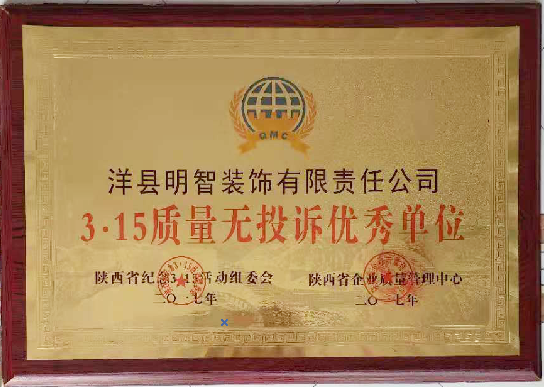 QMC
洋县明智装饰有限责任公司
3·15质量无投诉优秀单位
陕西省纪念3·15活动组委会
陕西省企业质量管理中心
二〇一七年
二〇一七年